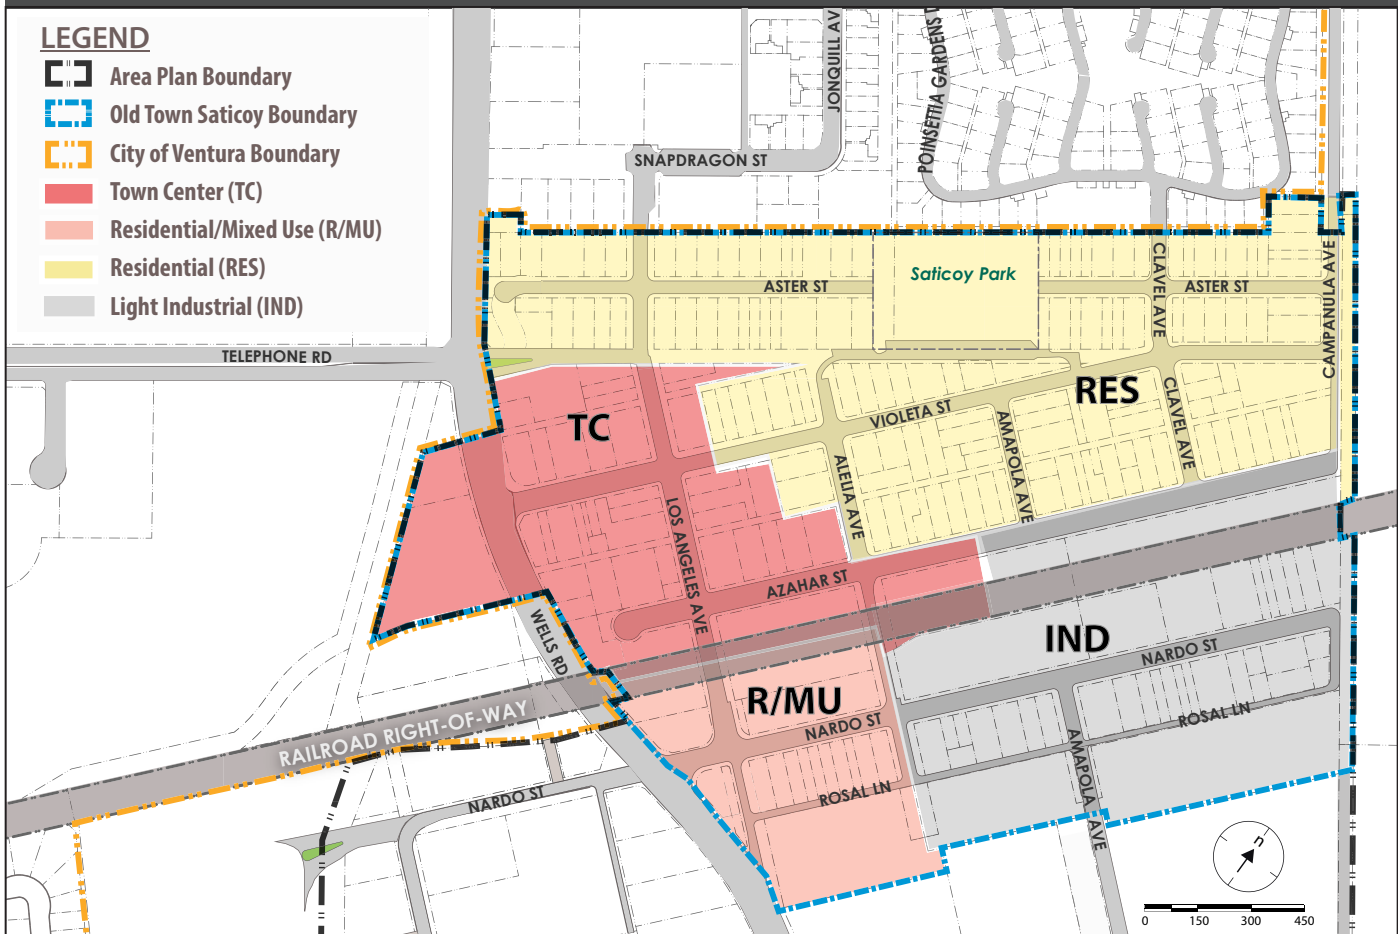 LEGEND
Area Plan Boundary
Old Town Saticoy Boundary
City of Ventura Boundary
Town Center (TC)
Residential/Mixed Use (R/MU)
Residential (RES)
Light Industrial (IND)
JONQUILL AV
POINSETTIA GARDENS
SNAPDRAGON ST
TELEPHONE RD
ASTER ST
Saticoy Park
CLAVEL AVE
ASTER ST
CAMPANULA AVE
TC
VIOLETA ST
RES
AMAPOLA AVE
CLAVEL AVE
ALELIA AVE
LOS ANGELES AVE
AZAHAR ST
WELLS RD
IND
NARDO ST
R/MU
NARDO ST
ROSAL LN
RAILROAD RIGHT-OF-WAY
ROSAL LN
AMAPOLA AVE
NARDO ST
n
0 150 300 450